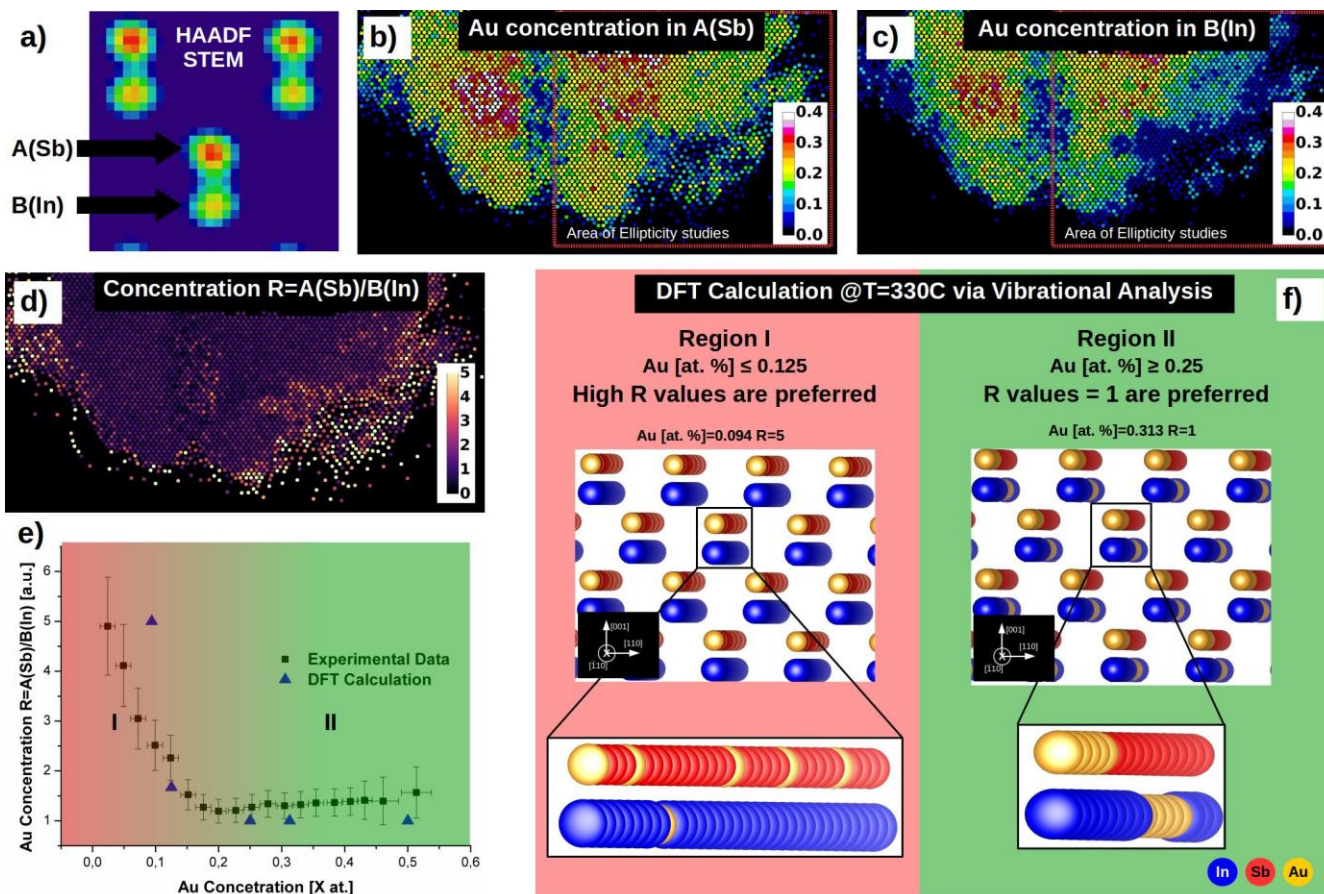 a)
HAADF
STEM
A(Sb)
B(In)
b)
Au concentration in A(Sb)
0.4
0.3
0.2
0.1
0.0
Area of Ellipticity studies
c)
Au concentration in B(In)
0.4
0.3
0.2
0.1
0.0
Area of Ellipticity studies
d)
Concentration R=A(Sb)/B(In)
5
4
3
2
1
0
e)
Au Concentration R=A(Sb)/B(In) [a.u.]
6
5
4
3
2
1
Experimental Data
DFT Calculation
I
II
0,0
0,1
0,2
0,3
0,4
0,5
0,6
Au Concetration [X at.]
f)
DFT Calculation @T=330C via Vibrational Analysis
Region I
Au [at. %] ≤ 0.125
High R values are preferred
Au [at. %]=0.094 R=5
[001]
[110]
X
[110]
Region II
Au [at. %] ≥ 0.25
R values = 1 are preferred
Au [at. %]=0.313 R=1
[001]
[110]
X
[110]
In
Sb
Au